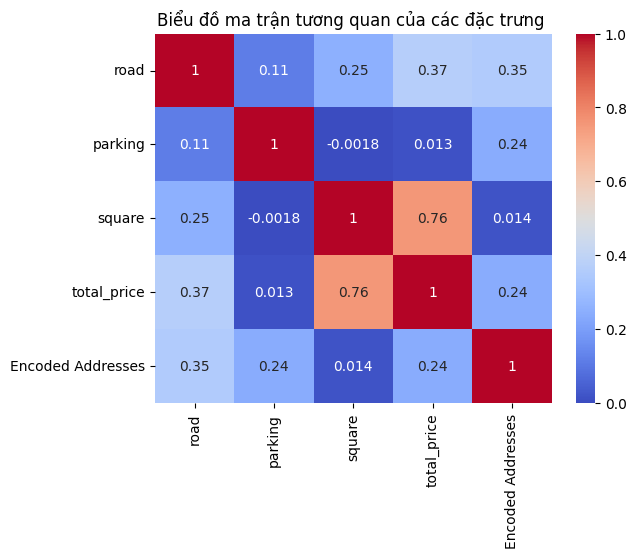 Biểu đồ ma trận tương quan của các đặc trưng
road 1 0.11 0.25 0.37 0.35
parking 0.11 1 -0.0018 0.013 0.24
square 0.25 -0.0018 1 0.76 0.014
total_price 0.37 0.013 0.76 1 0.24
Encoded Addresses 0.35 0.24 0.014 0.24 1
road
parking
square
total_price
Encoded Addresses
1.0
0.8
0.6
0.4
0.2
0.0